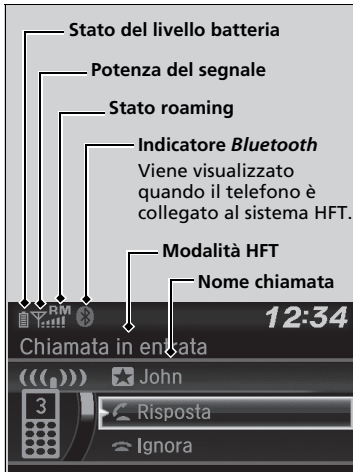 Stato del livello batteria
Potenza del segnale
Stato roaming
Indicatore Bluetooth
Viene visualizzato
quando il telefono è
collegato al sistema HFT.
Modalità HFT
Nome chiamata
RM
12:34
Chiamata in entrata
John
3
Risposta
Ignora